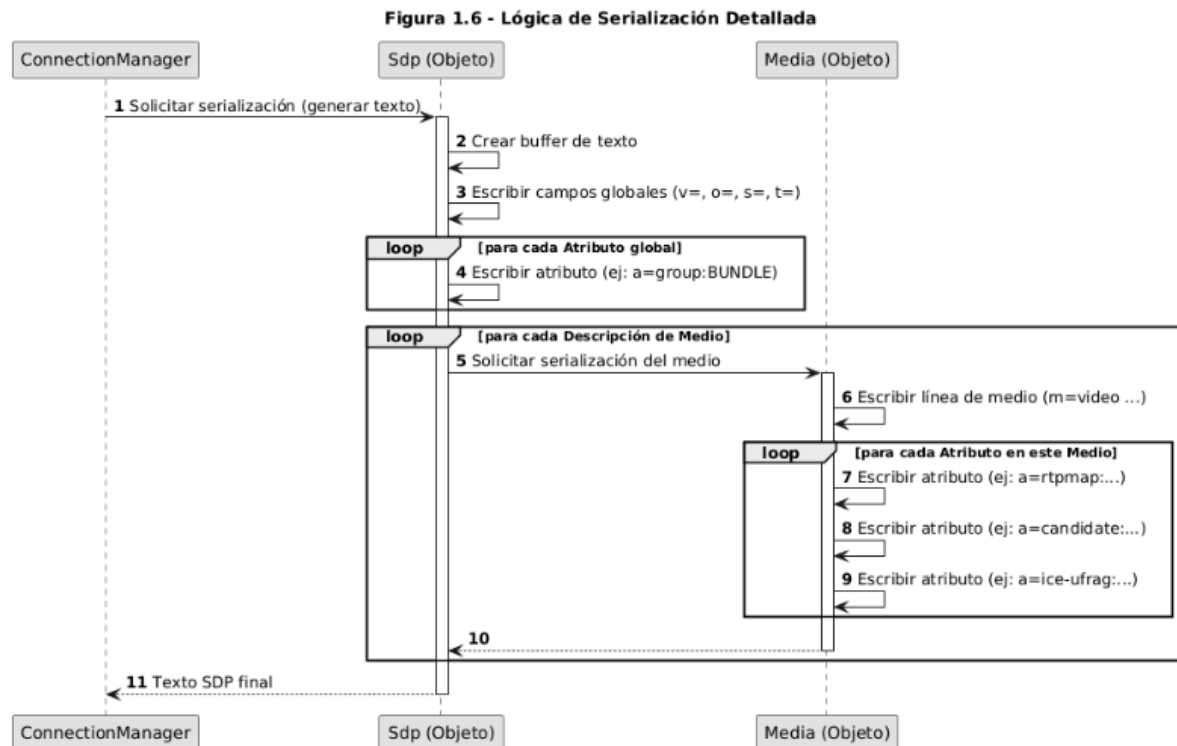 Figura 1.6 - Lógica de Serialización Detallada
ConnectionManager
Sdp (Objeto)
Media (Objeto)
1 Solicitar serialización (generar texto)
2 Crear buffer de texto
3 Escribir campos globales (v=, o=, s=, t=)
loop [para cada Atributo global]
4 Escribir atributo (ej: a=group:BUNDLE)
loop [para cada Descripción de Medio]
5 Solicitar serialización del medio
6 Escribir línea de medio (m=video ...)
loop [para cada Atributo en este Medio]
7 Escribir atributo (ej: a=rtpmap:...)
8 Escribir atributo (ej: a=candidate:...)
9 Escribir atributo (ej: a=ice-ufrag:...)
10
11 Texto SDP final
ConnectionManager
Sdp (Objeto)
Media (Objeto)